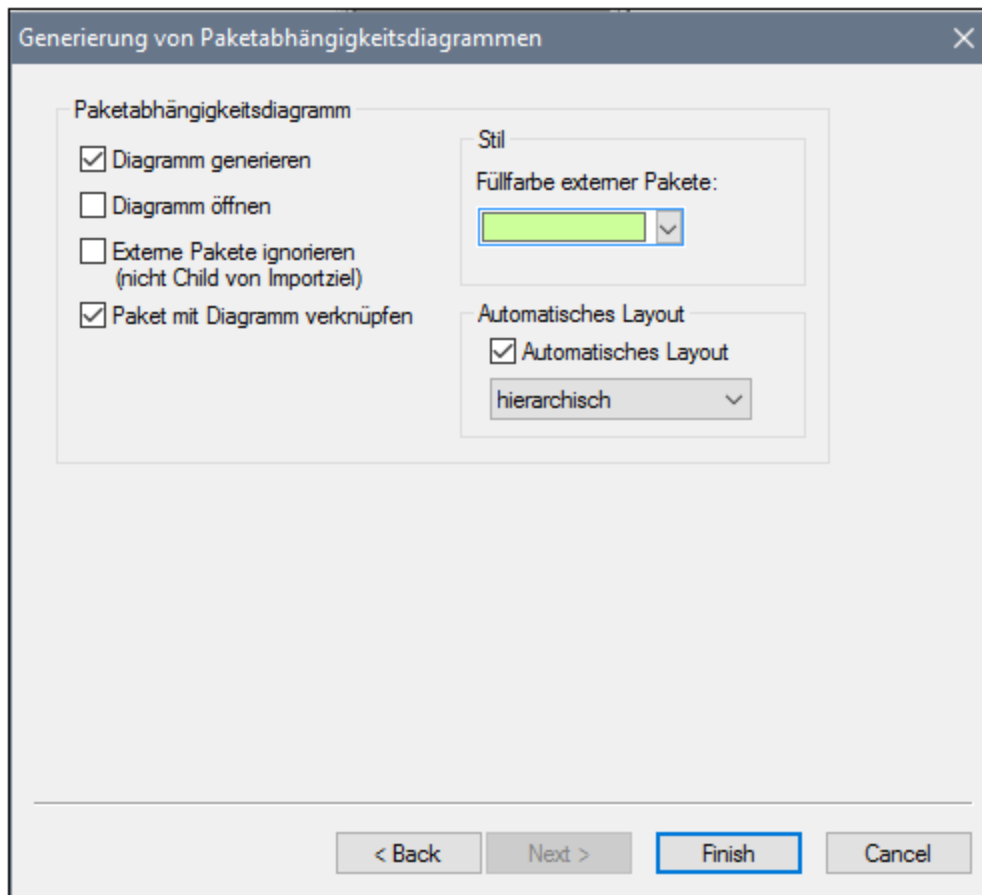 Generierung von Paketabhängigkeitsdiagrammen
Paketabhängigkeitsdiagramm
Diagramm generieren
Diagramm öffnen
Externe Pakete ignorieren
(nicht Child von Importziel)
Paket mit Diagramm verknüpfen
Stil
Füllfarbe externer Pakete:
Automatisches Layout
Automatisches Layout
hierarchisch
< Back
Next >
Finish
Cancel